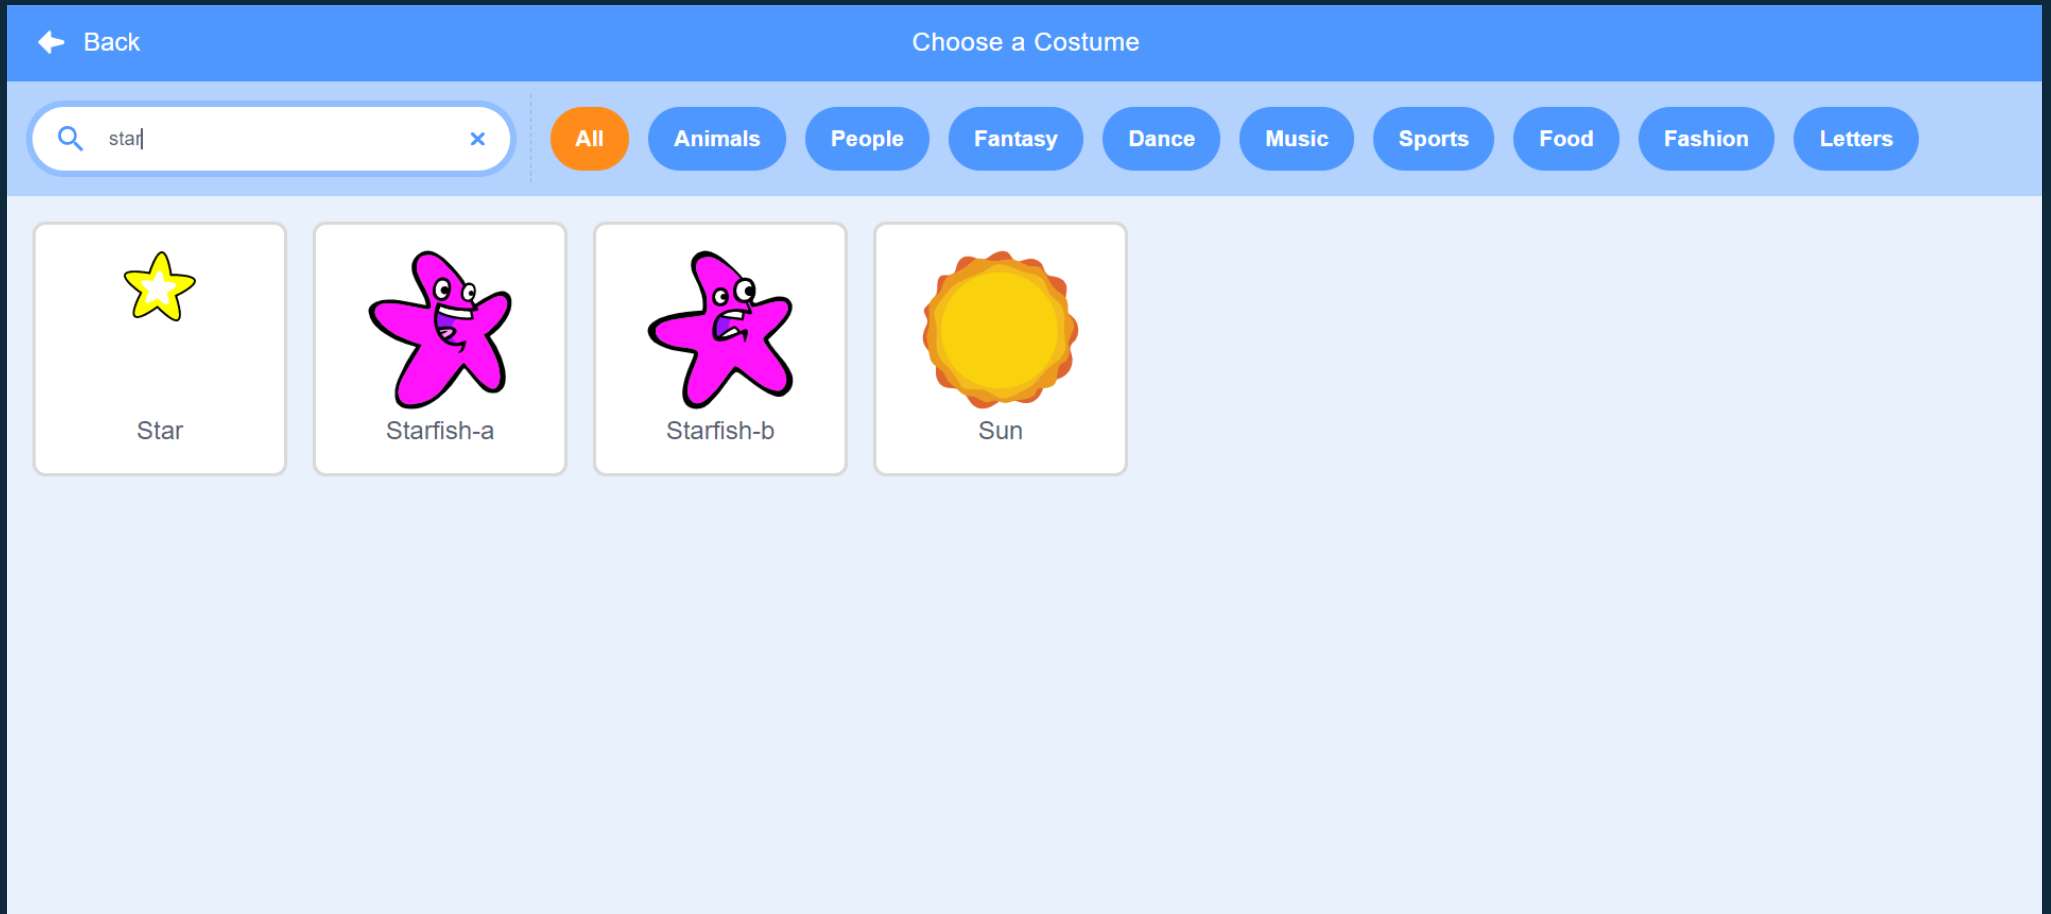 Back
Choose a Costume
star
All
Animals
People
Fantasy
Dance
Music
Sports
Food
Fashion
Letters
Star
Starfish-a
Starfish-b
Sun